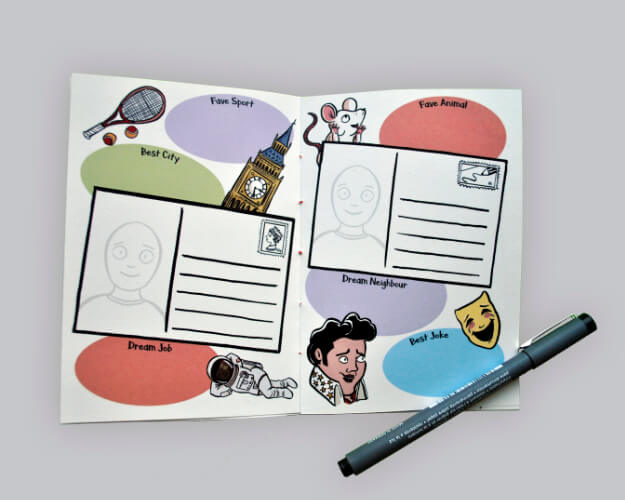 Fave Sport
Best City
Dream Job
Fave Animal
Dream Neighbour
Best Joke